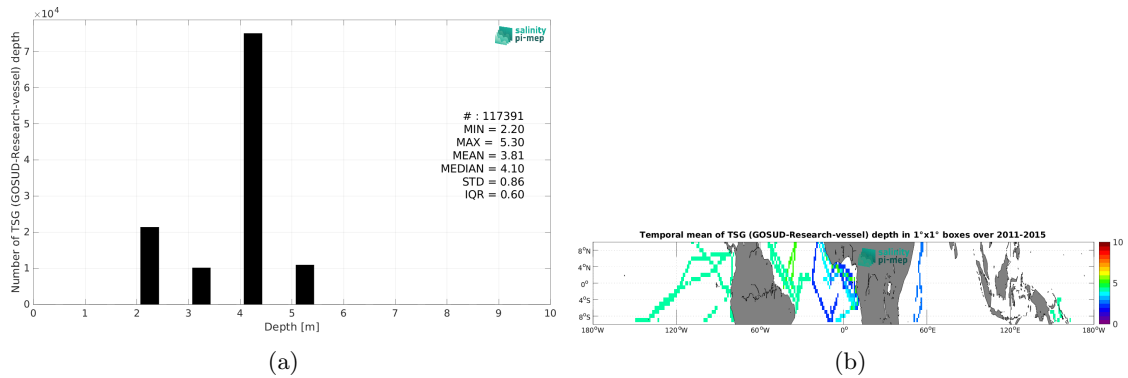 ×10⁴
7
6
5
4
3
2
1
0
Number of TSG (GOSUD-Research-vessel) depth
salinity
pi-mep
# : 117391
MIN = 2.20
MAX = 5.30
MEAN = 3.81
MEDIAN = 4.10
STD = 0.86
IQR = 0.60
0 1 2 3 4 5 6 7 8 9 10
Depth [m]
(a)
Temporal mean of TSG (GOSUD-Research-vessel) depth in 1°x1° boxes over 2011-2015
8°N
4°N
0°
4°S
8°S
salinity
pi-mep
10
5
0
180°W 120°W 60°W 0° 60°E 120°E 180°W
(b)